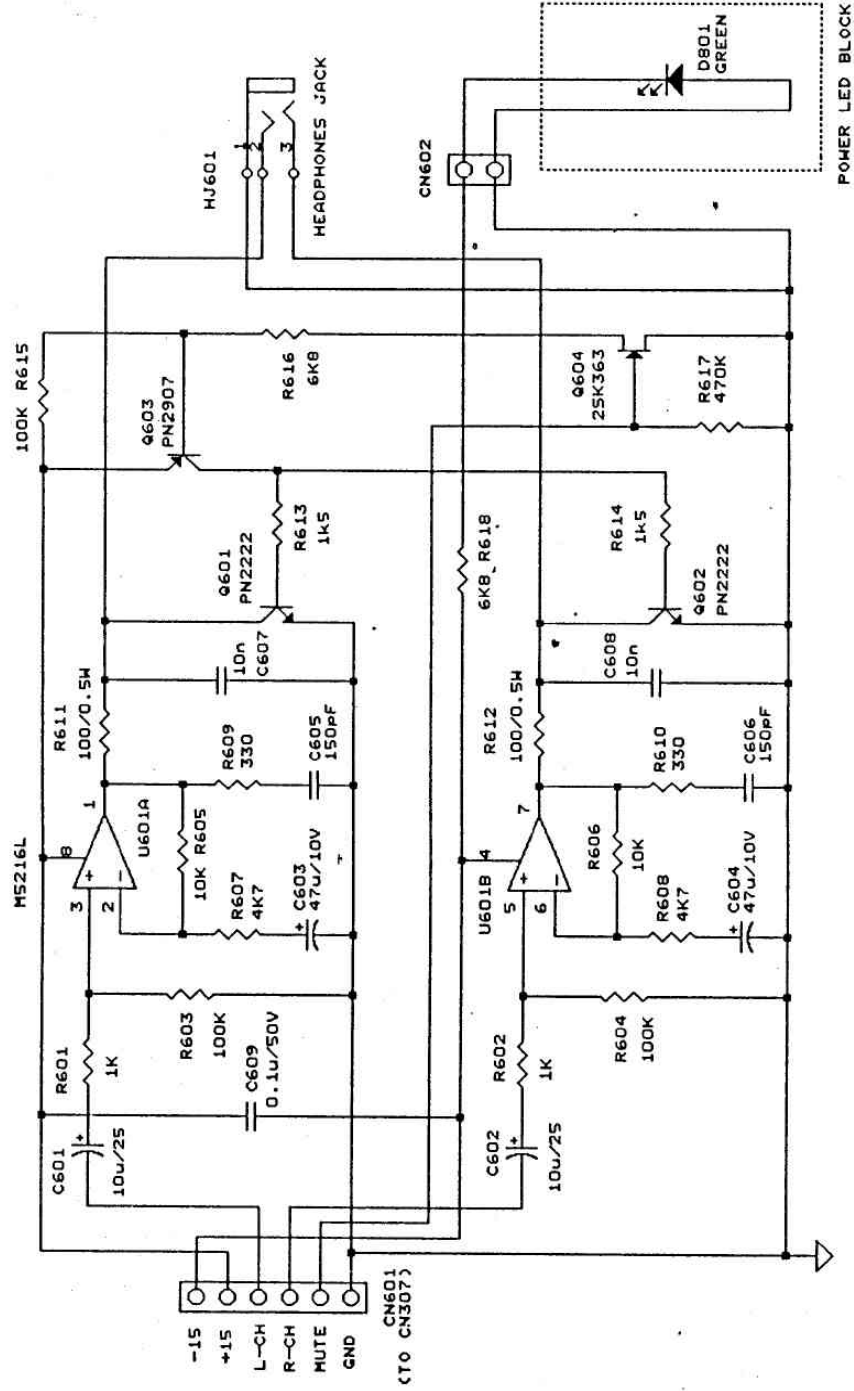 M5216L
100K R615
-15
+15
L-CH
R-CH
MUTE
GND
CN601
(TO CN307)
C601
+
10u/25
R601
1K
R603
100K
C609
0.1u/50V
3
2
+
-
8
1
U601A
10K R605
R607
4K7
+
C603
47u/10V
R609
330
C605
150pF
R611
100/0.5W
10n
C607
Q601
PN2222
R613
1k5
Q603
PN2907
R616
6K8
HJ601
1
2
3
HEADPHONES JACK
6K8 R618
CN602
C602
+
10u/25
R602
1K
R604
100K
U601B
5
6
+
-
4
7
R606
10K
R608
4K7
+
C604
47u/10V
R610
330
C606
150pF
R612
100/0.5W
C608
10n
Q602
PN2222
R614
1k5
Q604
2SK363
R617
470K
D801
GREEN
POWER LED BLOCK